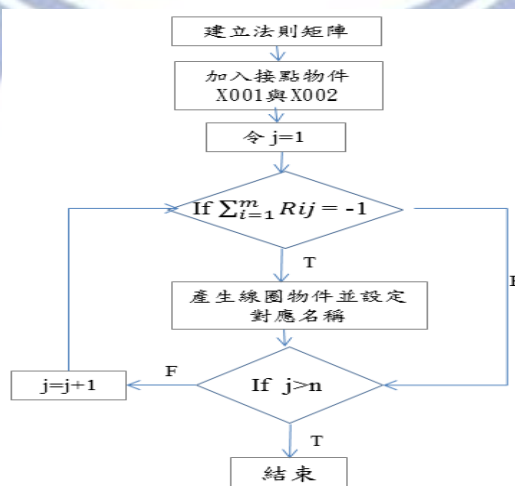 建立法則矩陣
加入接點物件
X001與X002
令 j=1
If $\sum_{i=1}^{m} Rij$ = -1
T
產生線圈物件並設定
對應名稱
F
j=j+1
If j>n
T
結束